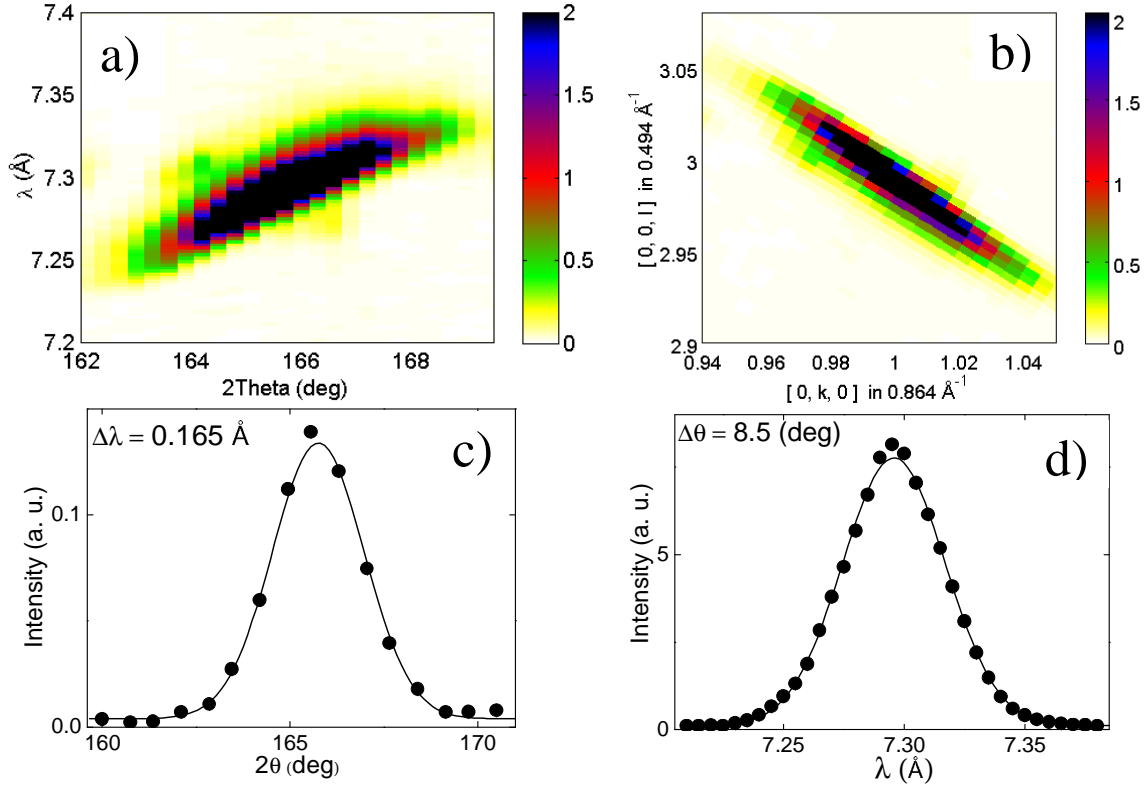 a)
7.4
7.35
7.3
7.25
7.2
λ (Å)
162
164
166
168
2Theta (deg)
2
1.5
1
0.5
0
b)
3.05
3
2.95
2.9
[ 0, 0, l ] in 0.494 Å⁻¹
0.94
0.96
0.98
1
1.02
1.04
[ 0, k, 0 ] in 0.864 Å⁻¹
2
1.5
1
0.5
0
Δλ = 0.165 Å
c)
0.1
0.0
Intensity (a. u.)
160
165
170
2θ (deg)
Δθ = 8.5 (deg)
d)
5
0
Intensity (a. u.)
7.25
7.30
7.35
λ (Å)